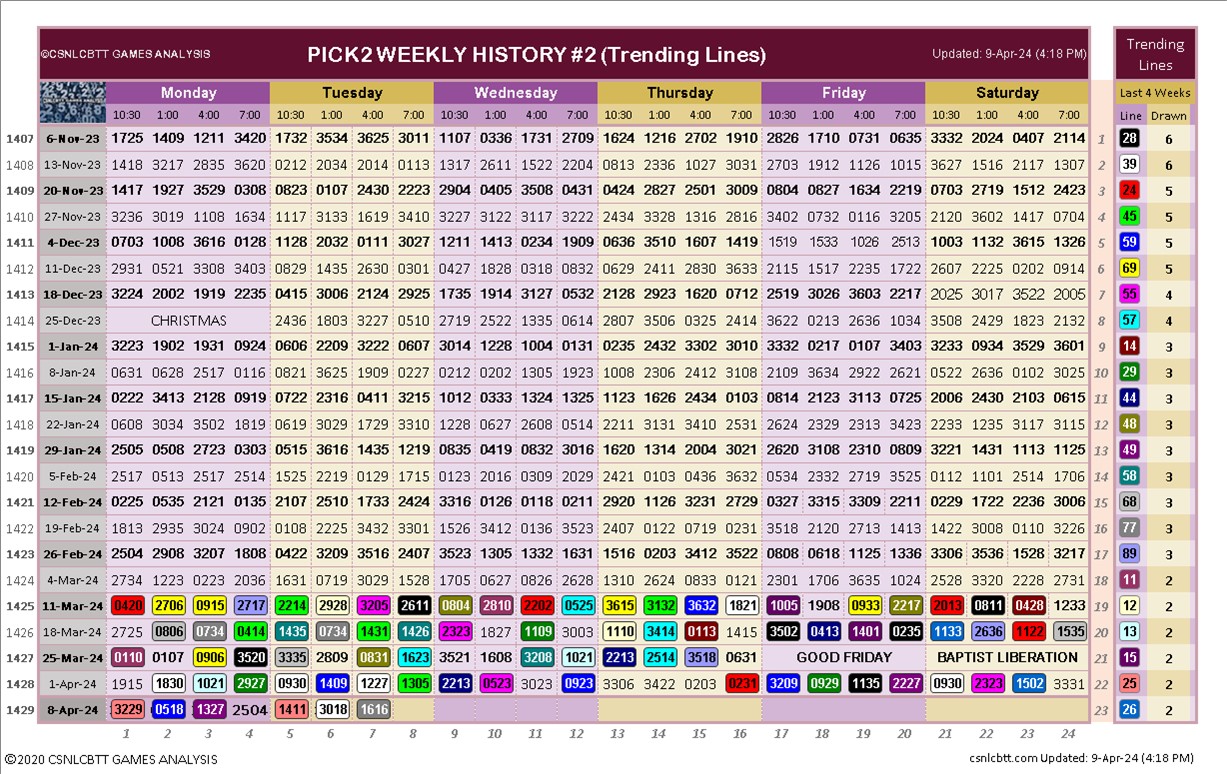 ©CSNLCBTT GAMES ANALYSIS PICK2 WEEKLY HISTORY #2 (Trending Lines) Updated: 9-Apr-24 (4:18 PM) Trending Lines
Monday Tuesday Wednesday Thursday Friday Saturday Last 4 Weeks
10:30 1:00 4:00 7:00 10:30 1:00 4:00 7:00 10:30 1:00 4:00 7:00 10:30 1:00 4:00 7:00 10:30 1:00 4:00 7:00 10:30 1:00 4:00 7:00 Line Drawn
1407 6-Nov-23 1725 1409 1211 3420 1732 3534 3625 3011 1107 0336 1731 2709 1624 1216 2702 1910 2826 1710 0731 0635 3332 2024 0407 2114 1 28 6
1408 13-Nov-23 1418 3217 2835 3620 0212 2034 2014 0113 1317 2611 1522 2204 0813 2336 1027 3031 2703 1912 1126 1015 3627 1516 2117 1307 2 39 6
1409 20-Nov-23 1417 1927 3529 0308 0823 0107 2430 2223 2904 0405 3508 0431 0424 2827 2501 3009 0804 0827 1634 2219 0703 2719 1512 2423 3 24 5
1410 27-Nov-23 3236 3019 1108 1634 1117 3133 1619 3410 3227 3122 3117 3222 2434 3328 1316 2816 3402 0732 0116 3205 2120 3602 1417 0704 4 45 5
1411 4-Dec-23 0703 1008 3616 0128 1128 2032 0111 3027 1211 1413 0234 1909 0636 3510 1607 1419 1519 1533 1926 2513 1003 1132 3615 1326 5 59 5
1412 11-Dec-23 2931 0521 3308 3403 0829 1435 2630 0301 0427 1828 0318 0832 0629 2411 2830 3633 2115 1517 2235 1722 2607 2225 0202 0914 6 69 5
1413 18-Dec-23 3224 2002 1919 2235 0415 3006 2124 2925 1735 1914 3127 0532 2128 2923 1620 0712 2519 3026 3603 2217 2025 3017 3522 2005 7 55 4
1414 25-Dec-23 CHRISTMAS 2436 1803 3227 0510 2719 2522 1335 0614 2807 3506 0325 2414 3622 0213 2636 1034 3508 2429 1823 2132 8 57 4
1415 1-Jan-24 3223 1902 1931 0924 0606 2209 3222 0607 3014 1228 1004 0131 0235 2432 3302 3010 3332 0217 0107 3403 3233 0934 3529 3601 9 14 3
1416 8-Jan-24 0631 0628 2517 0116 0821 3625 1909 0227 0212 0202 1305 1923 1008 2306 2412 3108 2109 3634 2922 2621 0522 2636 0102 3025 10 29 3
1417 15-Jan-24 0222 3413 2128 0919 0722 2316 0411 3215 1012 0333 1324 1325 1123 1626 2434 0103 0814 2123 3113 0725 2006 2430 2103 0615 11 44 3
1418 22-Jan-24 0608 3034 3502 1819 0619 3029 1729 3310 1228 0627 2608 0514 2211 3131 3410 2531 2624 2329 2313 3423 2233 1235 3117 3115 12 48 3
1419 29-Jan-24 2505 0508 2723 0303 0515 3616 1435 1219 0835 0419 0832 3016 1620 1314 2004 3021 2620 3108 2310 0809 3221 1431 1113 1125 13 49 3
1420 5-Feb-24 2517 0513 2517 2514 1525 2219 0129 1715 0123 2016 0309 2029 2421 0103 0436 3632 0534 2332 2719 3525 0112 1101 2514 1706 14 58 3
1421 12-Feb-24 0225 0535 2121 0135 2107 2510 1733 2424 3316 0126 0118 0211 2920 1126 3231 2729 0327 3315 3309 2211 0229 1722 2236 3006 15 68 3
1422 19-Feb-24 1813 2935 3024 0902 0108 2225 3432 3301 1526 3412 0136 3523 2407 0122 0719 0231 3518 2120 2713 1413 1422 3008 0110 3226 16 77 3
1423 26-Feb-24 2504 2908 3207 1808 0422 3209 3516 2407 3523 1305 1332 1631 1516 0203 3412 3522 0808 0618 1125 1336 3306 3536 1528 3217 17 89 3
1424 4-Mar-24 2734 1223 0223 2036 1631 0719 3029 1528 1705 0627 0826 2628 1310 2624 0833 0121 2301 1706 3635 1024 2528 3320 2228 2731 18 11 2
1425 11-Mar-24 0420 2706 0915 2717 2214 2928 3205 2611 0804 2810 2202 0525 3615 3132 3632 1821 1005 1908 0933 2217 2013 0811 0428 1233 19 12 2
1426 18-Mar-24 2725 0806 0734 0414 1435 0734 1431 1426 2323 1827 1109 3003 1110 3414 0113 1415 3502 0413 1401 0235 1133 2636 1122 1535 20 13 2
1427 25-Mar-24 0110 0107 0906 3520 3335 2809 0831 1623 3521 1608 3208 1021 2213 2514 3518 0631 GOOD FRIDAY BAPTIST LIBERATION 21 15 2
1428 1-Apr-24 1915 1830 1021 2927 0930 1409 1227 1305 2213 0523 3023 0923 3306 3422 0203 0231 3209 0929 1135 2227 0930 2323 1502 3331 22 25 2
1429 8-Apr-24 3229 0518 1327 2504 1411 3018 1616 23 26 2
1 2 3 4 5 6 7 8 9 10 11 12 13 14 15 16 17 18 19 20 21 22 23 24
©2020 CSNLCBTT GAMES ANALYSIS csnlcbtt.com Updated: 9-Apr-24 (4:18 PM)